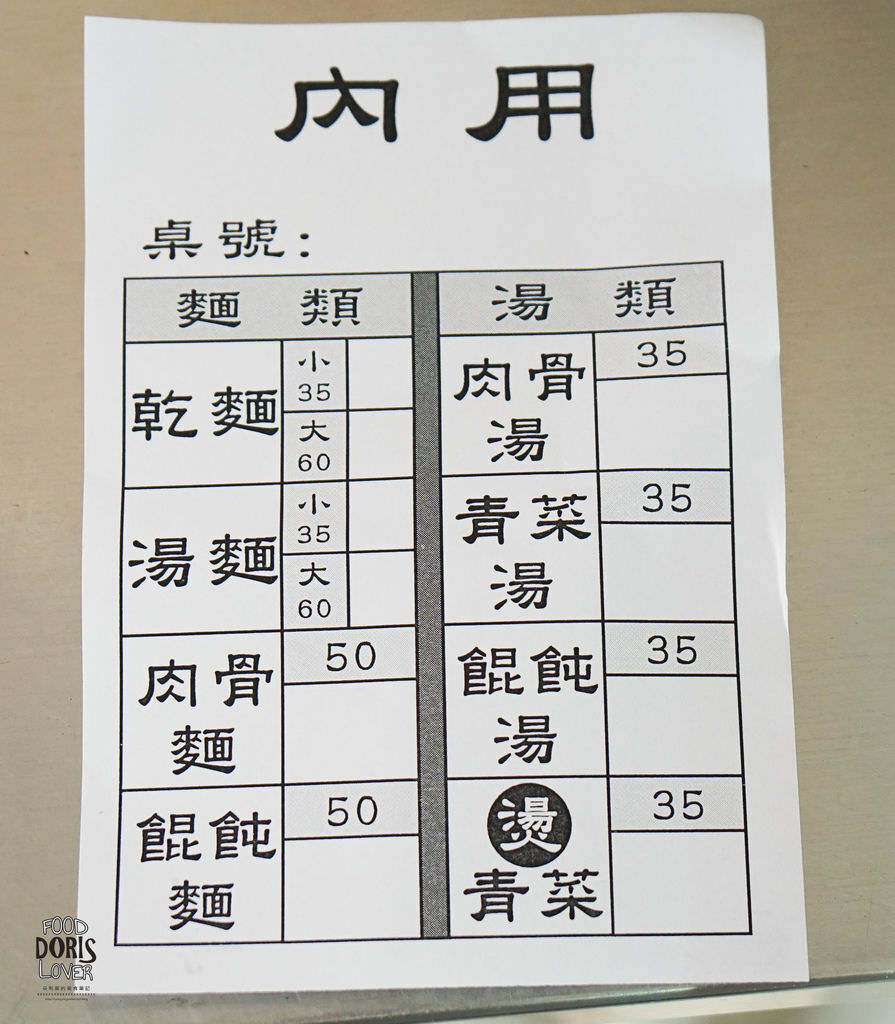 內 用
桌號:
麵 類
乾麵
小
35
大
60
湯麵
小
35
大
60
肉骨
麵
50
餛飩
麵
50
湯 類
肉骨
湯
35
青菜
湯
35
餛飩
湯
35
燙
青菜
35
FOOD
DORIS
LOVER